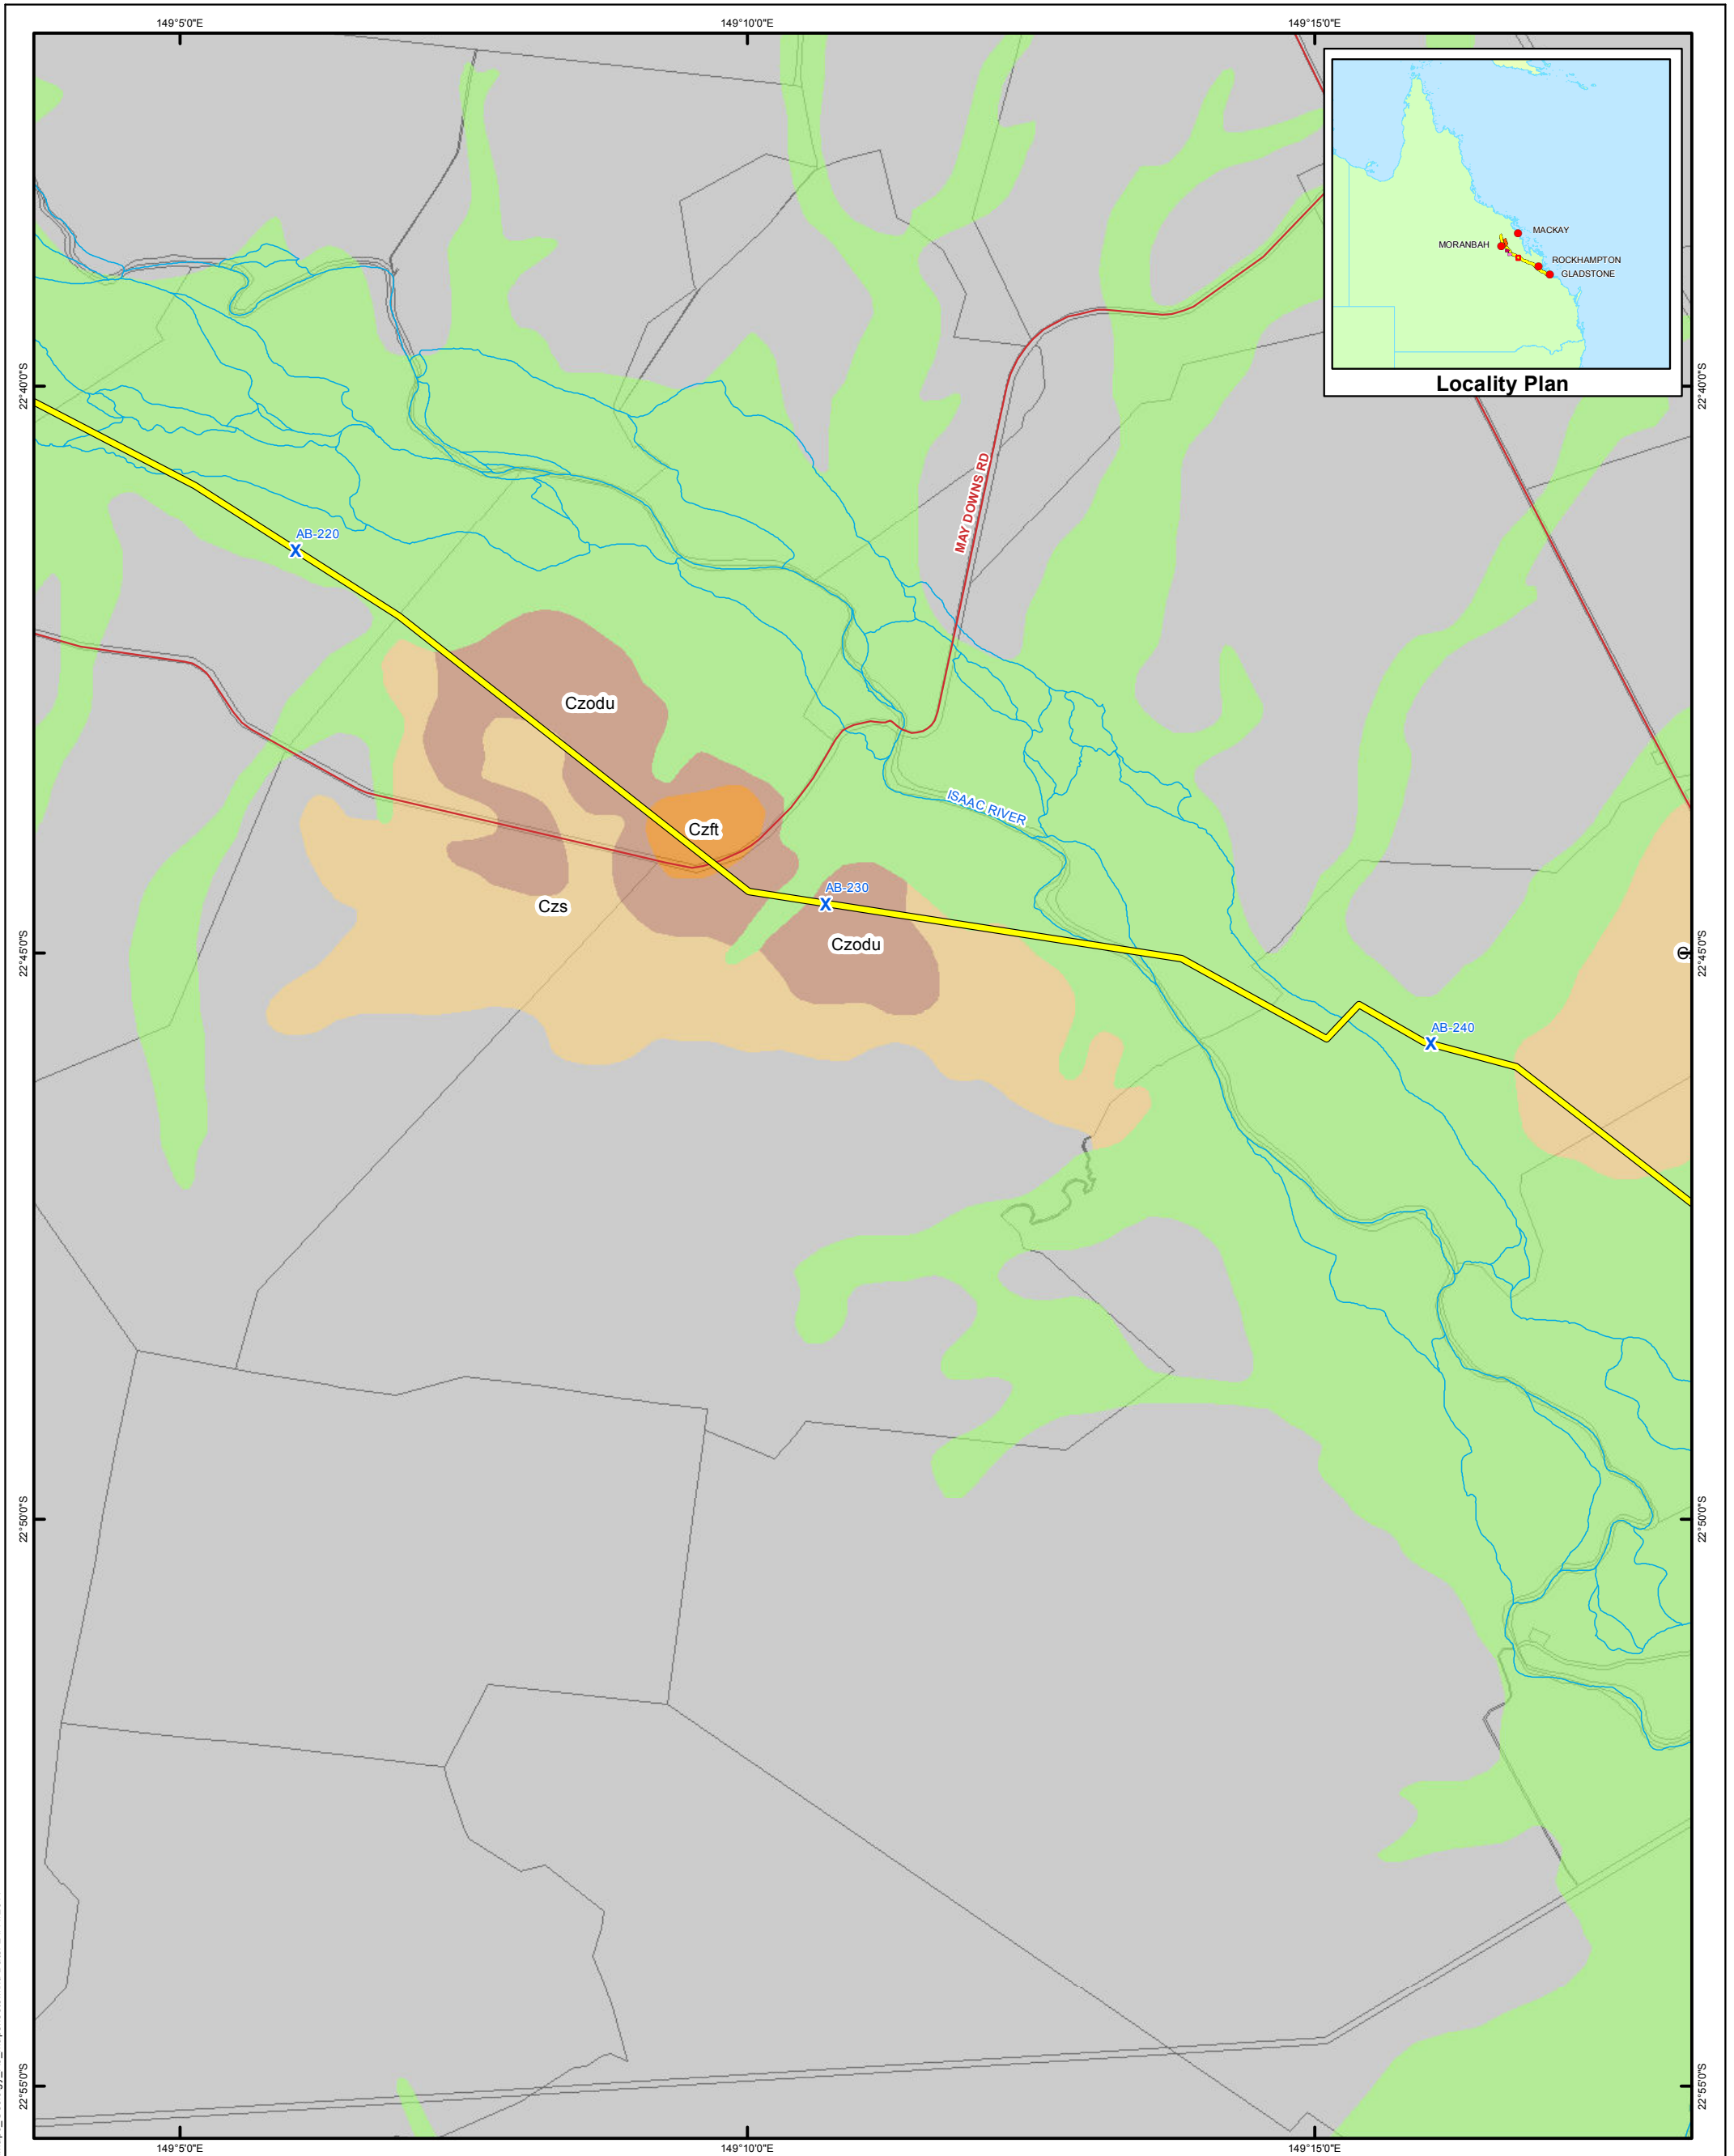 149°5'0"E
149°10'0"E
149°15'0"E
MACKAY
MORANBAH
ROCKHAMPTON
GLADSTONE
Locality Plan
22°40'0"S
22°40'0"S
MAY DOWNS RD
AB-220
Czodu
ISAAC RIVER
Czft
AB-230
Czs
Czodu
22°45'0"S
22°45'0"S
AB-240
22°50'0"S
22°50'0"S
22°55'0"S
22°55'0"S
149°5'0"E
149°10'0"E
149°15'0"E